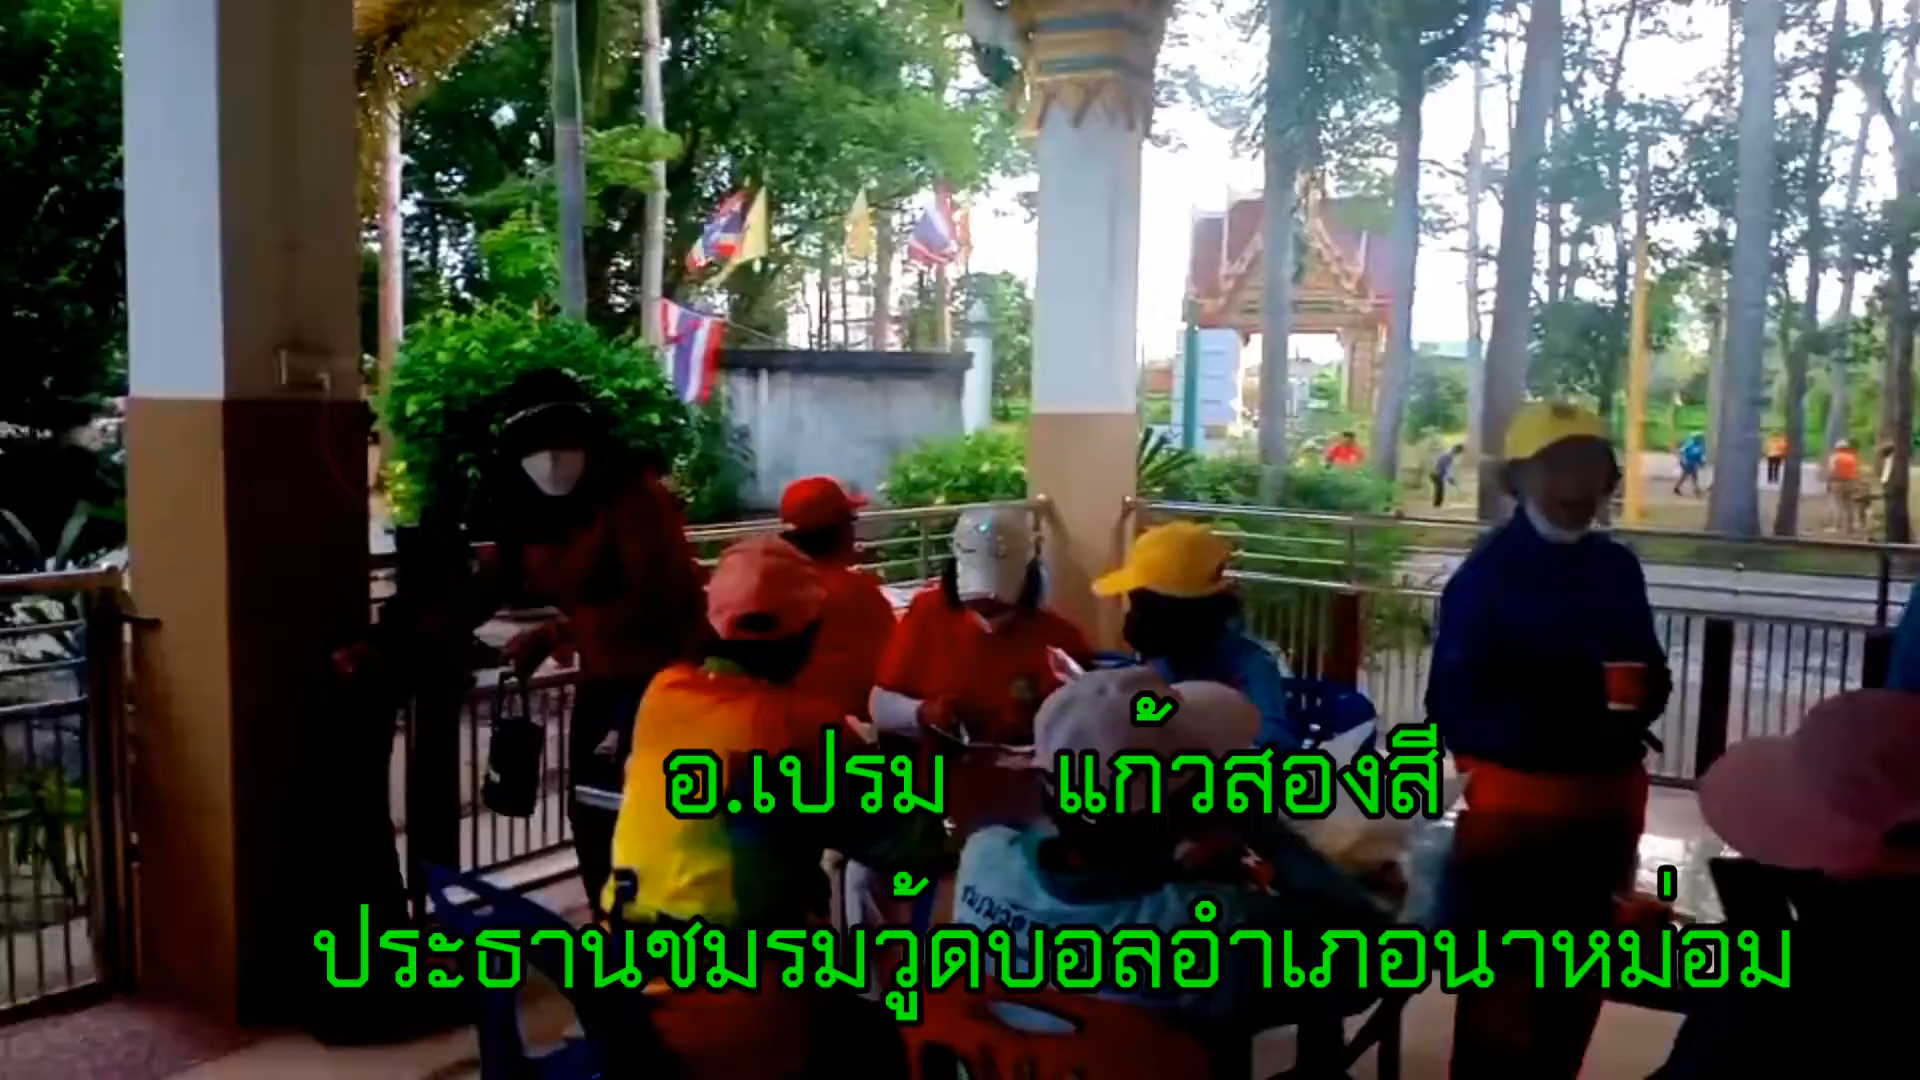 อ.เปรม แก้วสองสี
ประธานชมรมวู้ดบอลอำเภอนาหม่อม